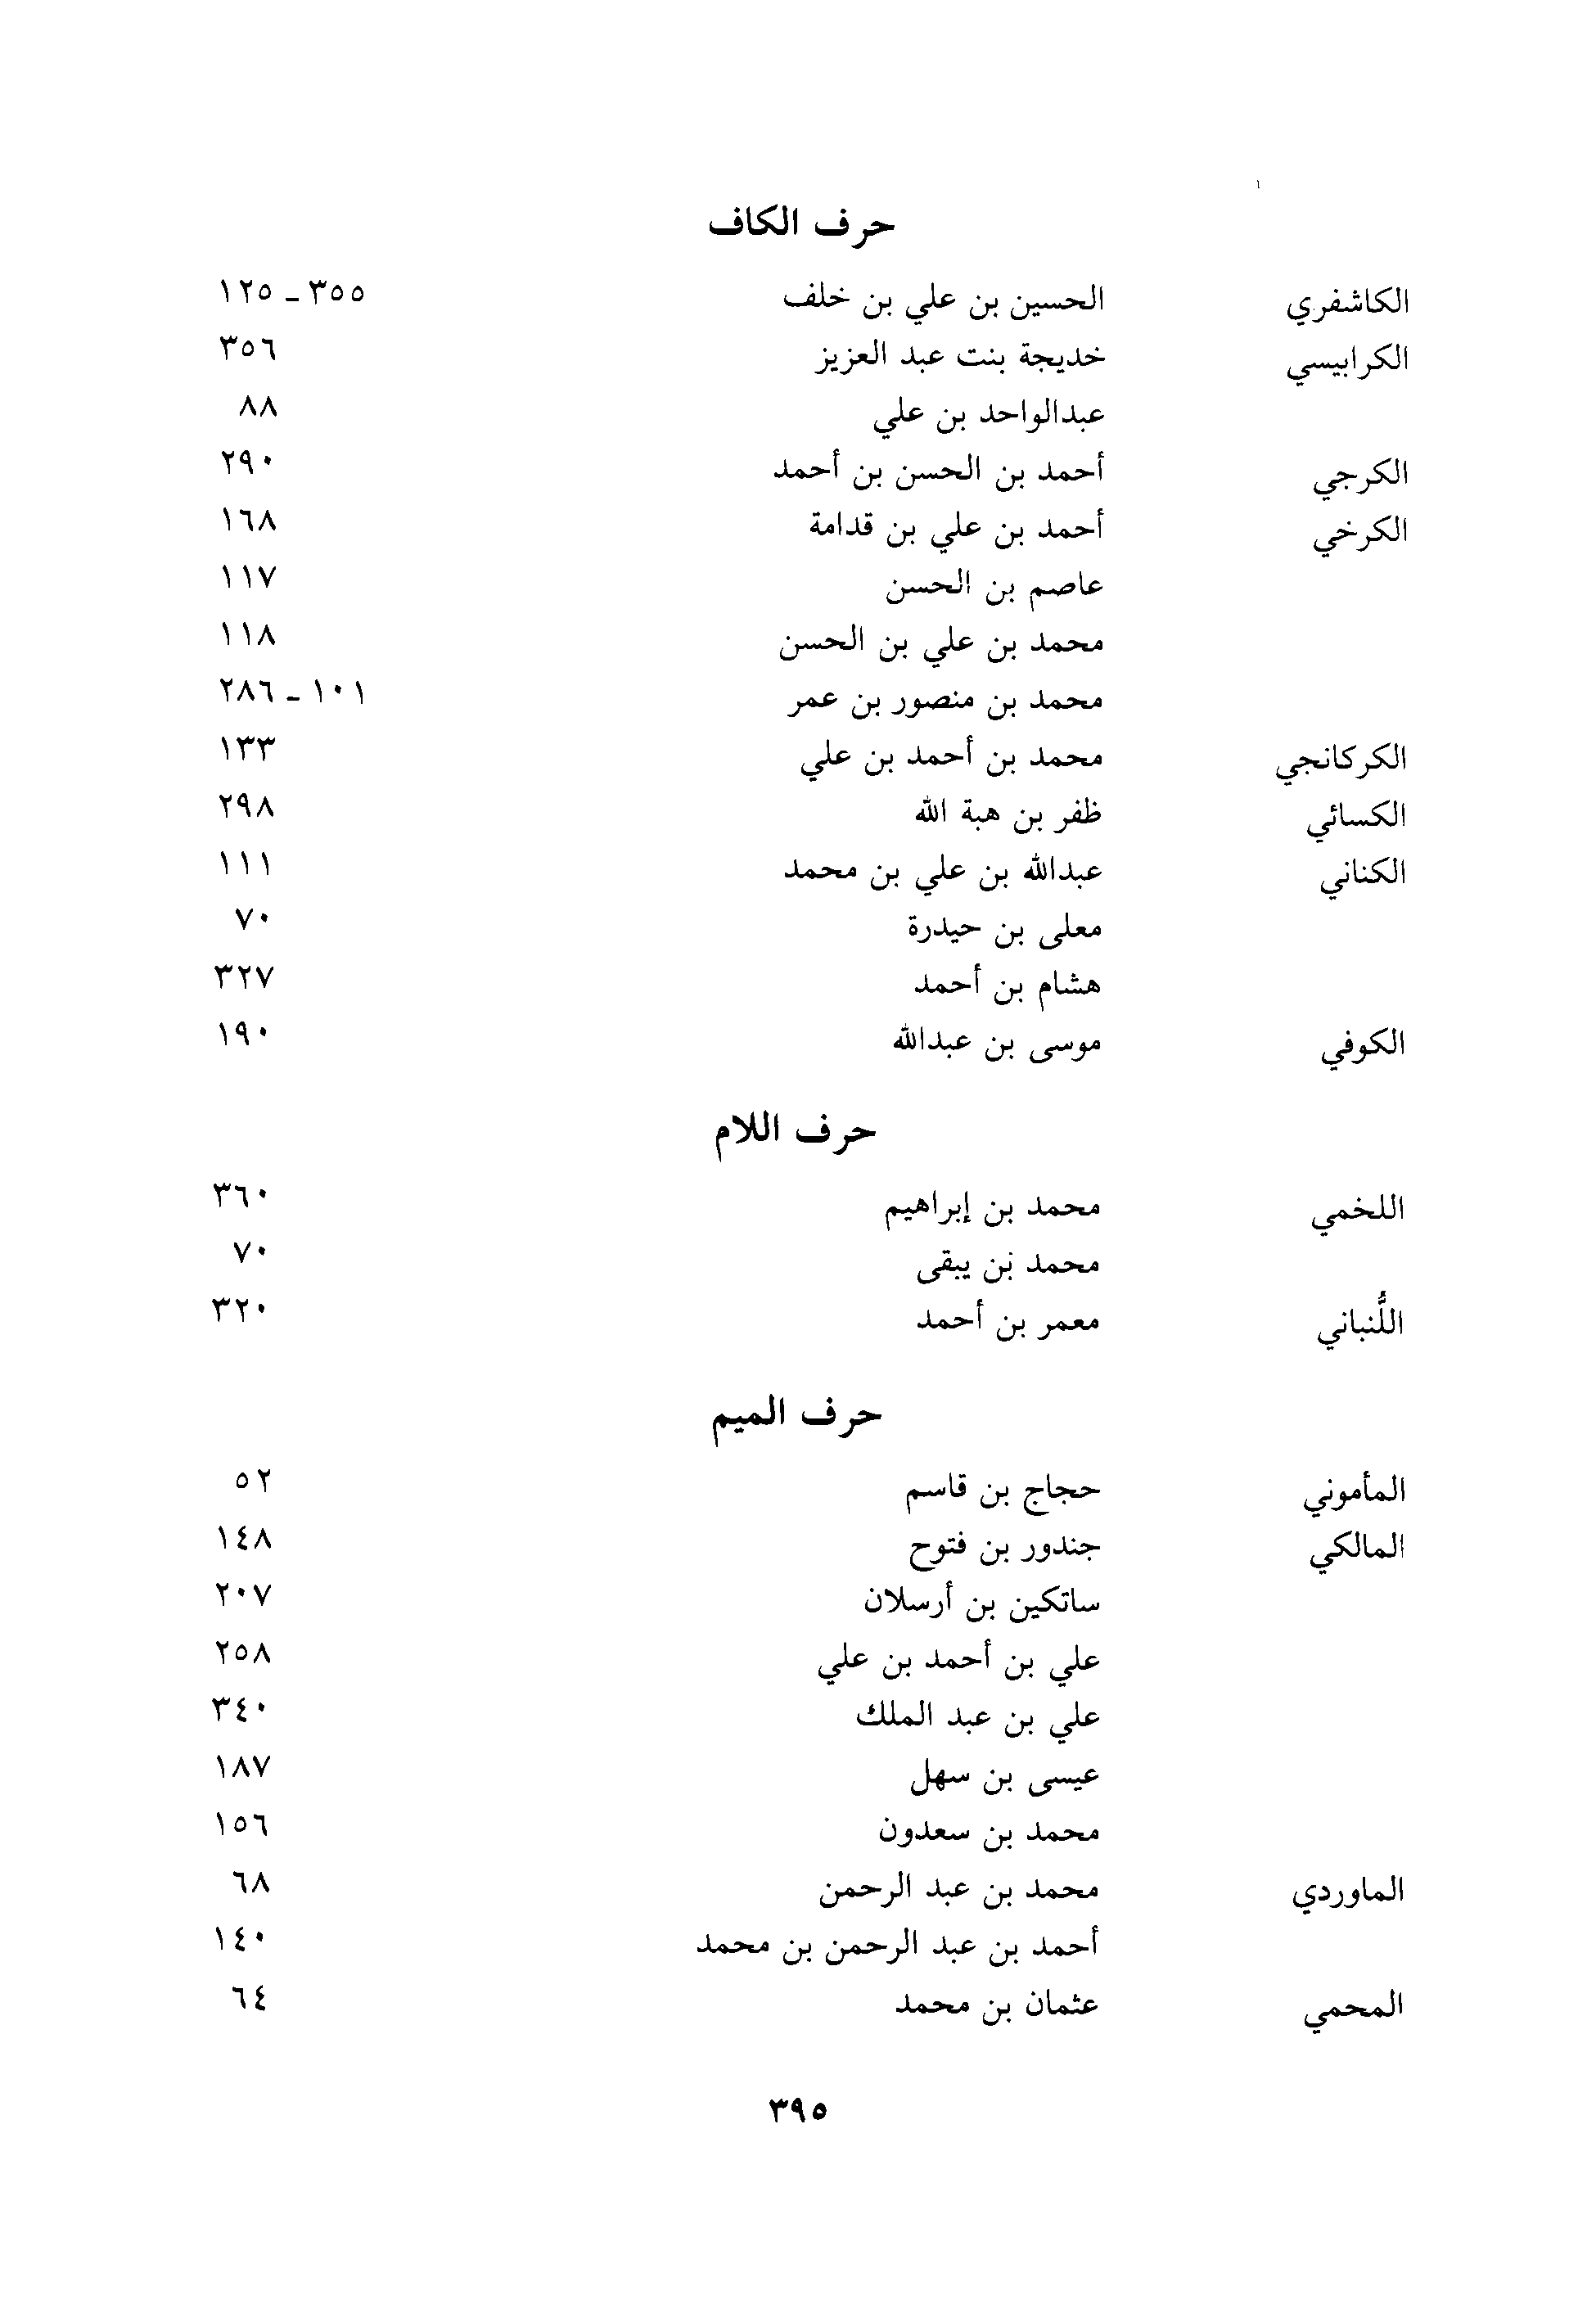 حرف الكاف
الكاشفري الحسين بن علي بن خلف ١٢٥ ـ ٣٥٥
الكرابيسي خديجة بنت عبد العزيز ٣٥٦
عبدالواحد بن علي ٨٨
الكرجي أحمد بن الحسن بن أحمد ٢٩٠
الكرخي أحمد بن علي بن قدامة ١٦٨
عاصم بن الحسن ١١٧
محمد بن علي بن الحسن ١١٨
محمد بن منصور بن عمر ٢٨٦ ـ ١٠١
الكركانجي محمد بن أحمد بن علي ١٣٣
الكسائي ظفر بن هبة الله ٢٩٨
الكناني عبدالله بن علي بن محمد ١١١
معلى بن حيدرة ٧٠
هشام بن أحمد ٣٢٧
الكوفي موسى بن عبدالله ١٩٠
حرف اللام
اللخمي محمد بن إبراهيم ٣٦٠
محمد بن يبقى ٧٠
اللُّنباني معمر بن أحمد ٣٢٠
حرف الميم
المأموني حجاج بن قاسم ٥٢
المالكي جندور بن فتوح ١٤٨
ساتكين بن أرسلان ٢٠٧
علي بن أحمد بن علي ٢٥٨
علي بن عبد الملك ٣٤٠
عيسى بن سهل ١٨٧
محمد بن سعدون ١٥٦
الماوردي محمد بن عبد الرحمن ٦٨
أحمد بن عبد الرحمن بن محمد ١٤٠
المحمي عثمان بن محمد ٦٤
٣٩٥